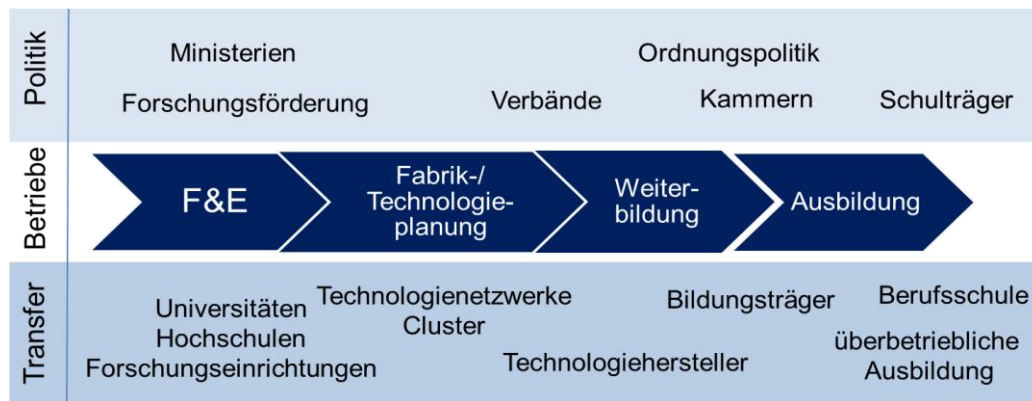 Politik
Ministerien
Ordnungspolitik
Forschungsförderung
Verbände
Kammern
Schulträger
Betriebe
F&E
Fabrik-/
Technologie-
planung
Weiter-
bildung
Ausbildung
Transfer
Universitäten
Hochschulen
Forschungseinrichtungen
Technologienetzwerke
Cluster
Technologiehersteller
Bildungsträger
Berufsschule
überbetriebliche
Ausbildung